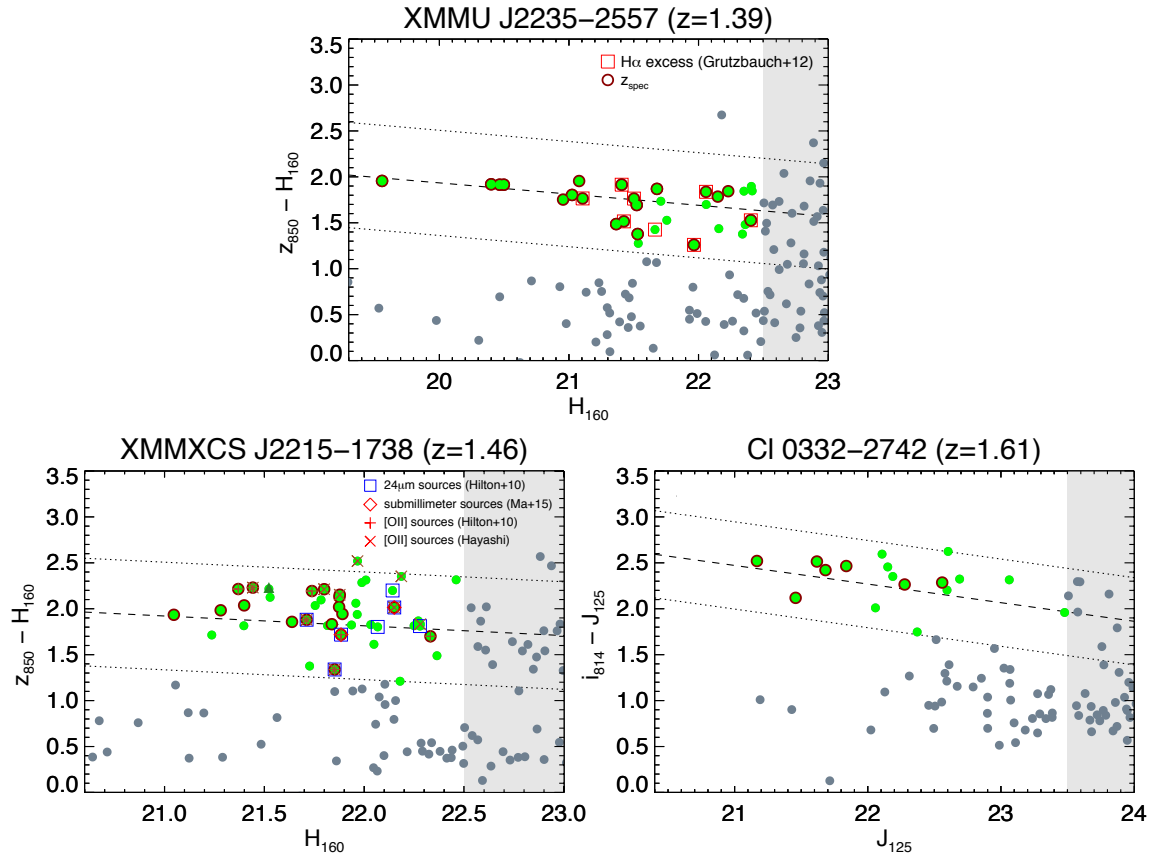 XMMU J2235−2557 (z=1.39)
3.5
3.0
2.5
2.0
1.5
1.0
0.5
0.0
z850 − H160
Hα excess (Grutzbauch+12)
zspec
20 21 22 23
H160
XMMXCS J2215−1738 (z=1.46)
3.5
3.0
2.5
2.0
1.5
1.0
0.5
0.0
z850 − H160
24μm sources (Hilton+10)
submillimeter sources (Ma+15)
[OII] sources (Hilton+10)
[OII] sources (Hayashi)
21.0 21.5 22.0 22.5 23.0
H160
Cl 0332−2742 (z=1.61)
3.5
3.0
2.5
2.0
1.5
1.0
0.5
0.0
i814 − J125
21 22 23 24
J125